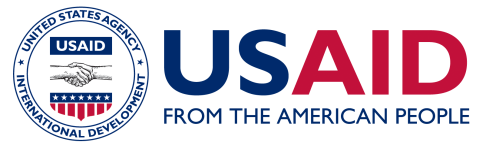 UNITED STATES AGENCY
USAID
INTERNATIONAL DEVELOPMENT
USAID
FROM THE AMERICAN PEOPLE